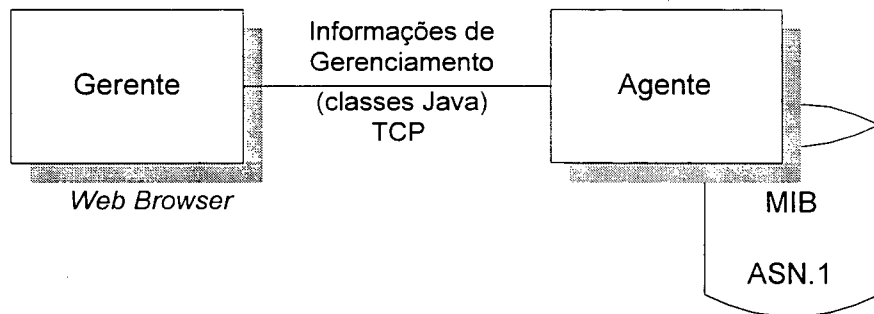 Gerente
Informações de
Gerenciamento
(classes Java)
TCP
Agente
Web Browser
MIB
ASN.1